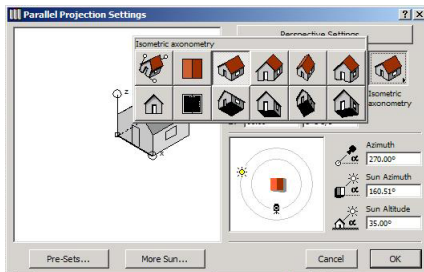 Parallel Projection Settings
Perspective Settings
Isometric axonometry
Isometric axonometry
z
x
Azimuth
α 270.00°
Sun Azimuth
α 160.51°
Sun Altitude
α 35.00°
Pre-Sets...
More Sun...
Cancel
OK